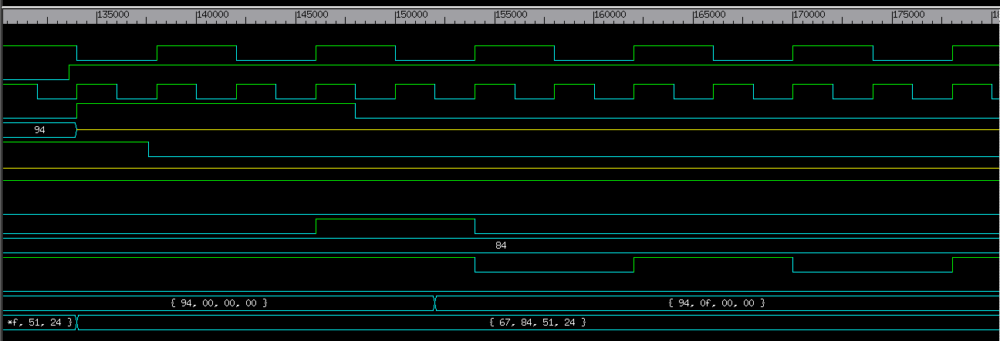 135000 140000 145000 150000 155000 160000 165000 170000 175000 18
94
84
{ 94, 00, 00, 00 } { 94, 0f, 00, 00 }
*f, 51, 24 } { 67, 84, 51, 24 }